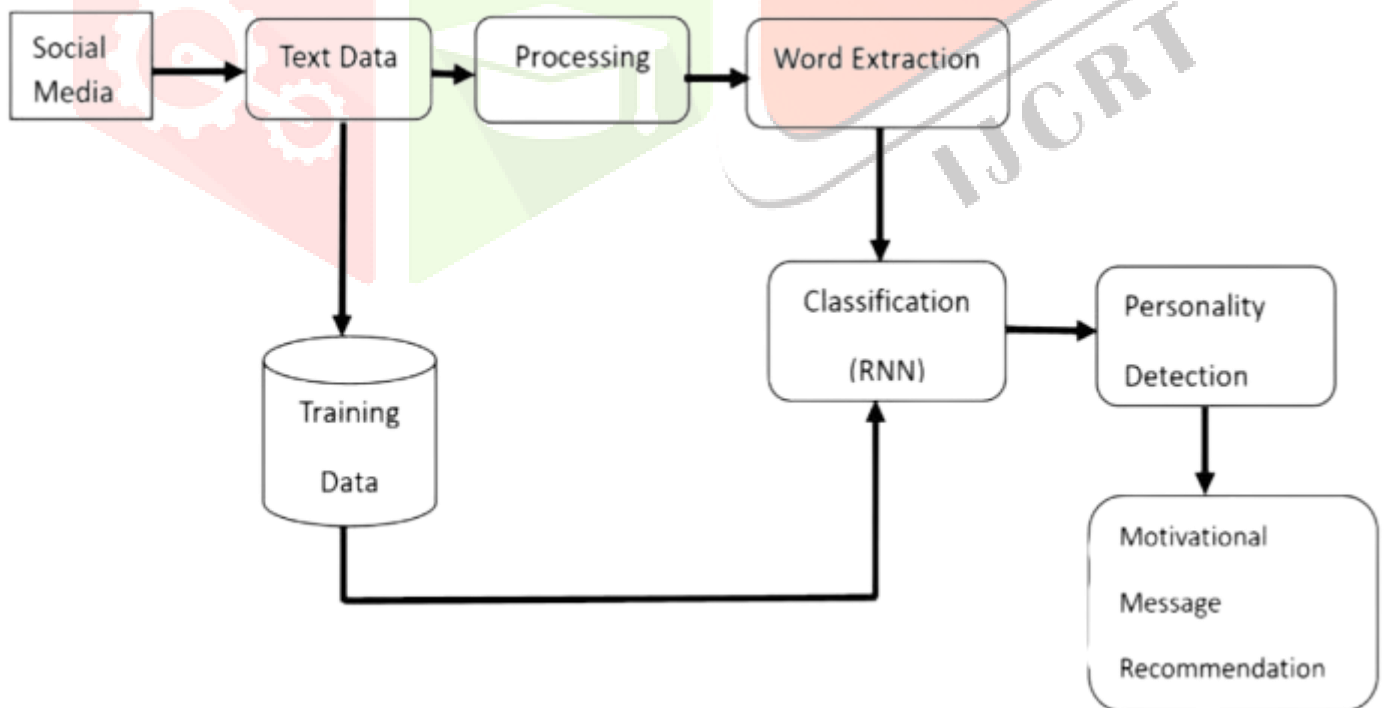 Social
Media
Text Data
Processing
Word Extraction
IJCRT
Classification
(RNN)
Personality
Detection
Training
Data
Motivational
Message
Recommendation